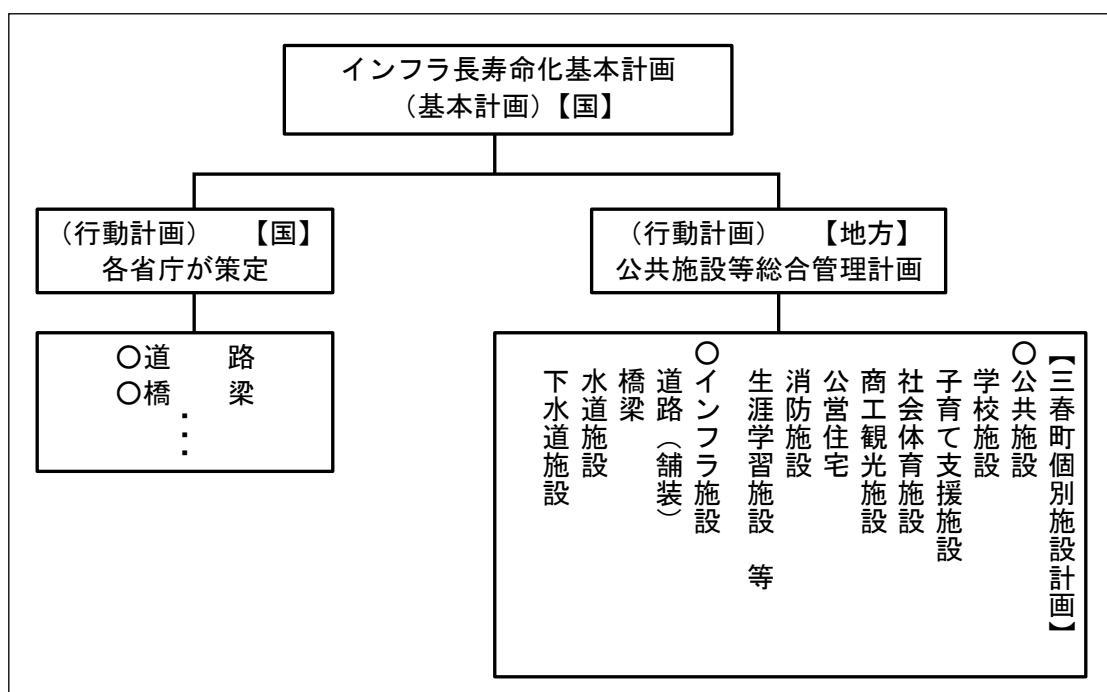 インフラ長寿命化基本計画
（基本計画）【国】
（行動計画）　　【国】
各省庁が策定
○道　　路
○橋　　梁
・
・
・
（行動計画）　　【地方】
公共施設等総合管理計画
【三春町個別施設計画】
○公共施設
学校施設
子育て支援施設
社会体育施設
商工観光施設
公営住宅
消防施設
生涯学習施設　等
○インフラ施設
道路（舗装）
橋梁
水道施設
下水道施設